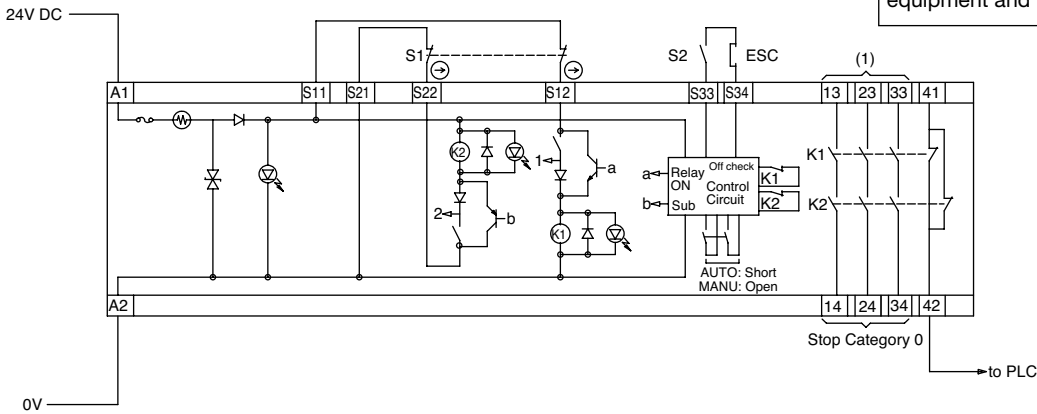 equipment and
24V DC
S1
S2
ESC
(1)
A1
S11
S21
S22
S12
S33
S34
13
23
33
41
K2
1
a
2
b
K1
a
Relay
ON
b
Sub
Off check
Control
Circuit
K1
K2
K1
K2
AUTO: Short
MANU: Open
A2
14
24
34
42
Stop Category 0
to PLC
0V